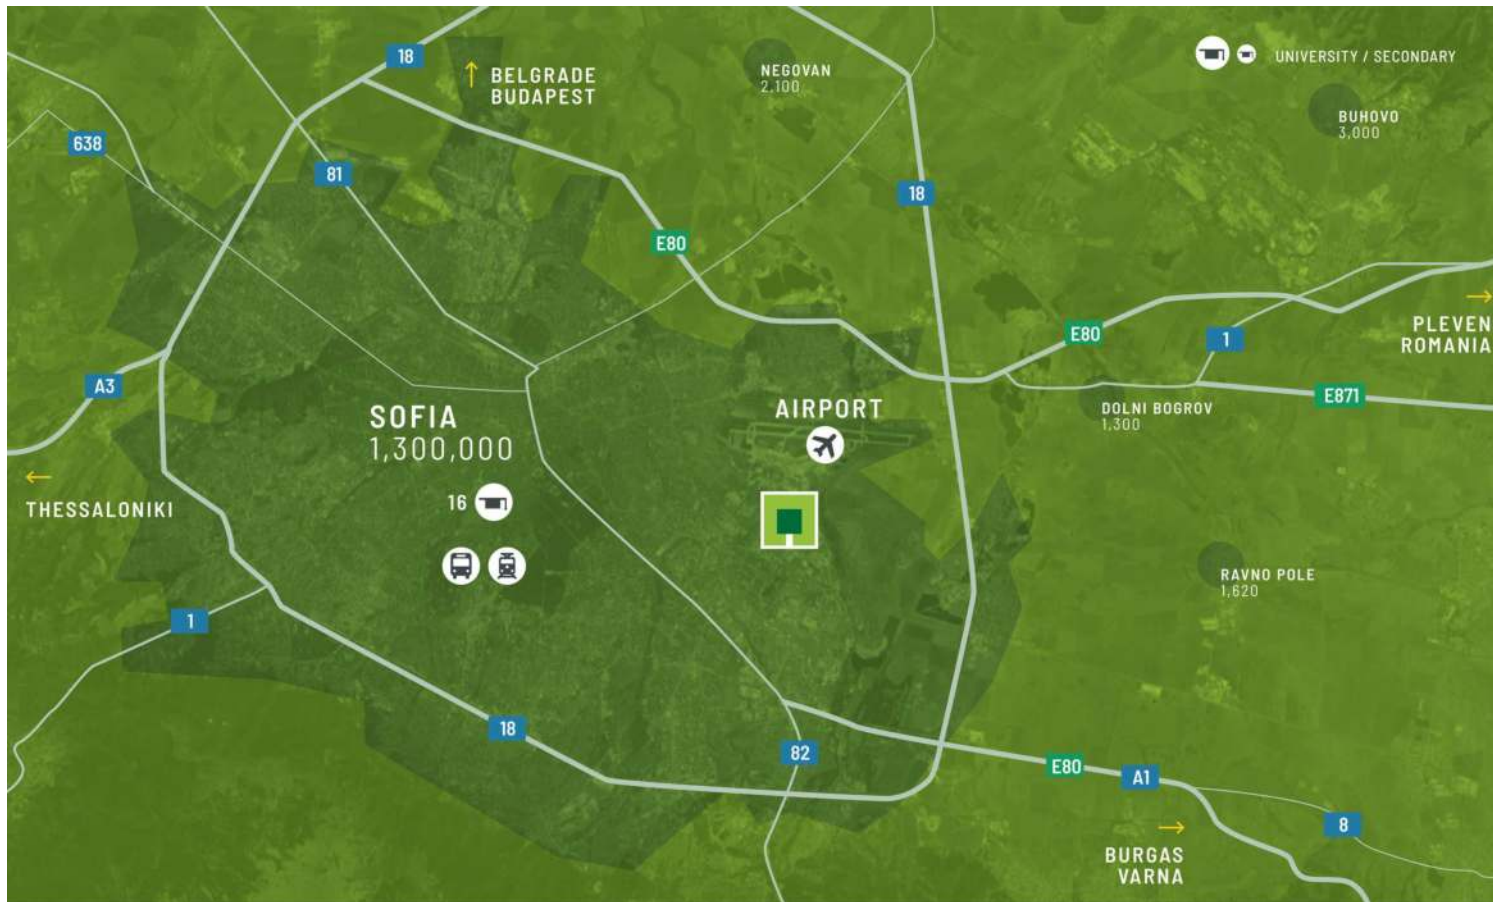 18
BELGRADE
BUDAPEST
NEGOVAN
2.100
UNIVERSITY / SECONDARY
BUHOVO
3,000
638
81
18
E80
PLEVEN
ROMANIA
E80
1
A3
E871
SOFIA
1,300,000
AIRPORT
DOLNI BOGROV
1,300
THESSALONIKI
16
RAVNO POLE
1,620
1
18
82
E80
A1
8
BURGAS
VARNA